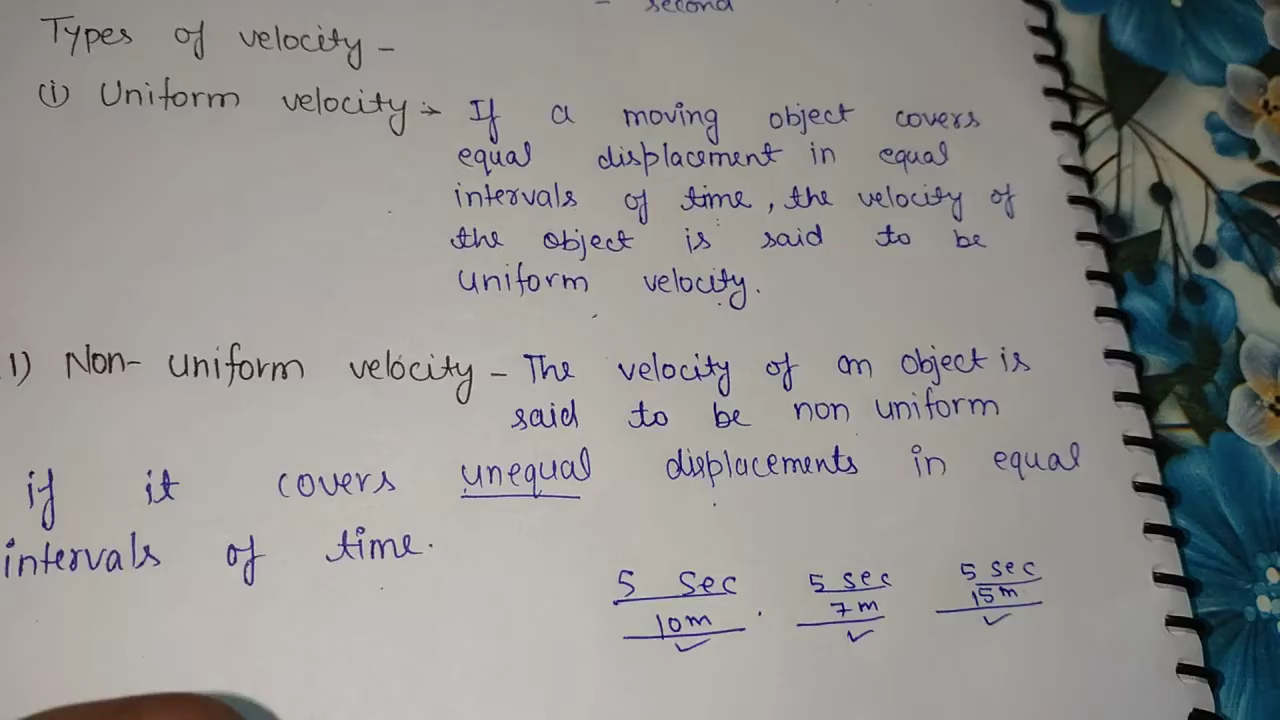 - second
Types of velocity -
(i) Uniform velocity :- If a moving object covers
equal displacement in equal
intervals of time, the velocity of
the object is said to be
uniform velocity.
1) Non- uniform velocity - The velocity of an object is
said to be non uniform
if it covers unequal displacements in equal
intervals of time.
5 Sec 5 sec 5 sec
10m 7m 15m